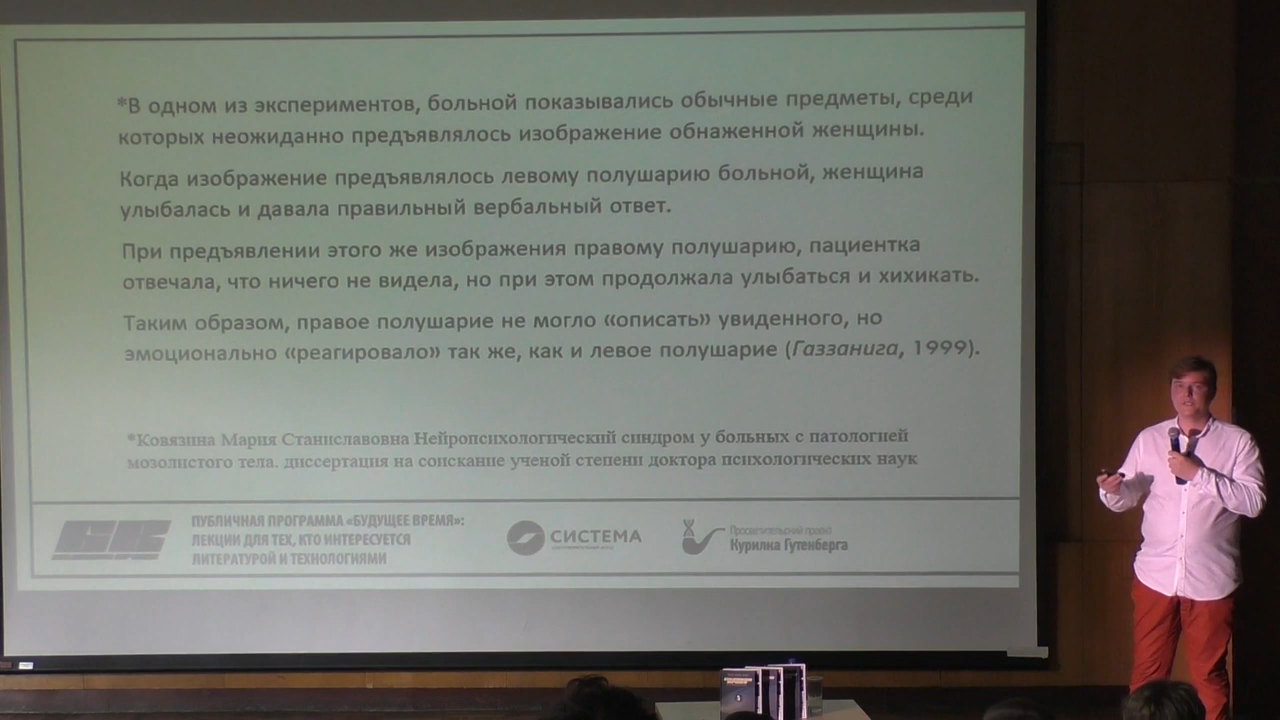 *В одном из экспериментов, больной показывались обычные предметы, среди
которых неожиданно предъявлялось изображение обнаженной женщины.
Когда изображение предъявлялось левому полушарию больной, женщина
улыбалась и давала правильный вербальный ответ.
При предъявлении этого же изображения правому полушарию, пациентка
отвечала, что ничего не видела, но при этом продолжала улыбаться и хихикать.
Таким образом, правое полушарие не могло «описать» увиденного, но
эмоционально «реагировало» так же, как и левое полушарие (Газзанига, 1999).
*Ковязина Мария Станиславовна Нейропсихологический синдром у больных с патологией
мозолистого тела. диссертация на соискание ученой степени доктора психологических наук
ПУБЛИЧНАЯ ПРОГРАММА «БУДУЩЕЕ ВРЕМЯ»:
ЛЕКЦИИ ДЛЯ ТЕХ, КТО ИНТЕРЕСУЕТСЯ
ЛИТЕРАТУРОЙ И ТЕХНОЛОГИЯМИ
СИСТЕМА
Просветительский проект
Курилка Гутенберга